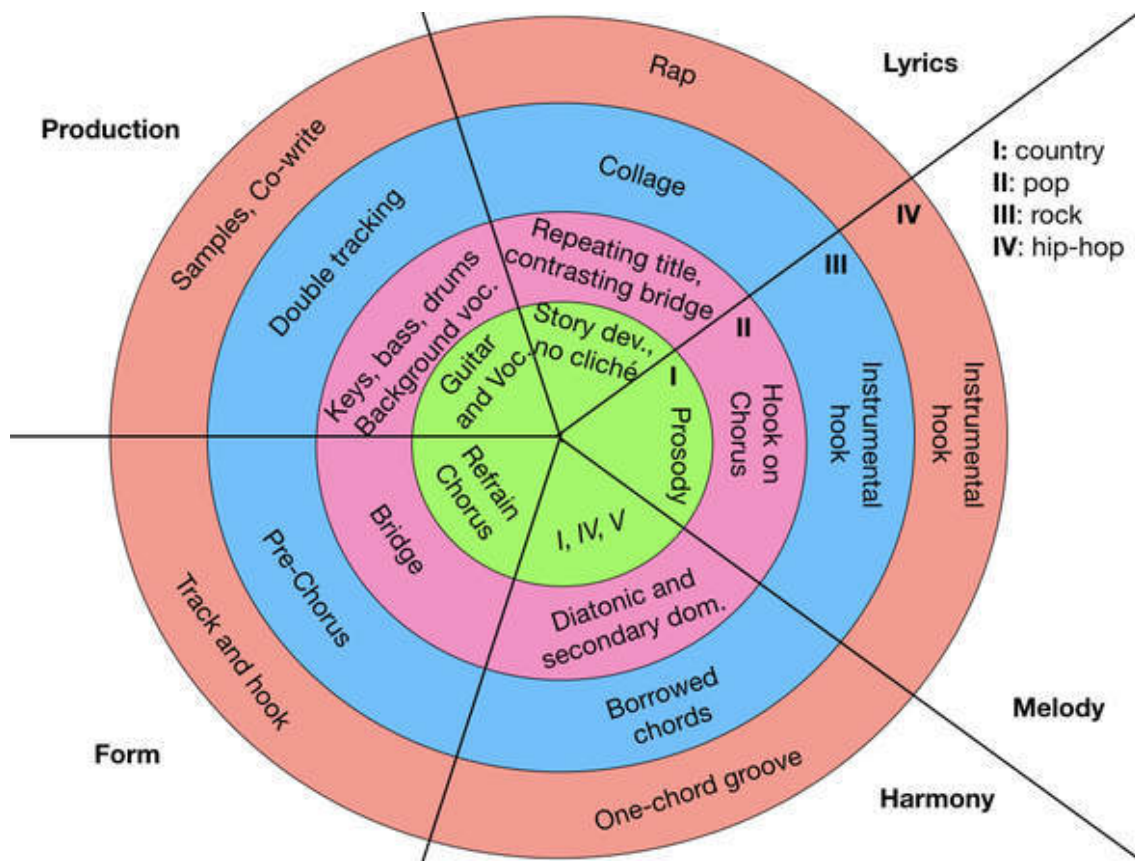 Production
Lyrics
I: country
II: pop
III: rock
IV: hip-hop
Rap
Collage
Repeating title,
contrasting bridge
Story dev.,
no cliché
Samples, Co-write
Double tracking
Keys, bass, drums
Background voc.
Guitar
and Voc.
I
II
III
IV
Prosody
Hook on
Chorus
Instrumental
hook
Instrumental
hook
Refrain
Chorus
Bridge
Pre-Chorus
Track and hook
I, IV, V
Diatonic and
secondary dom.
Borrowed
chords
One-chord groove
Form
Harmony
Melody